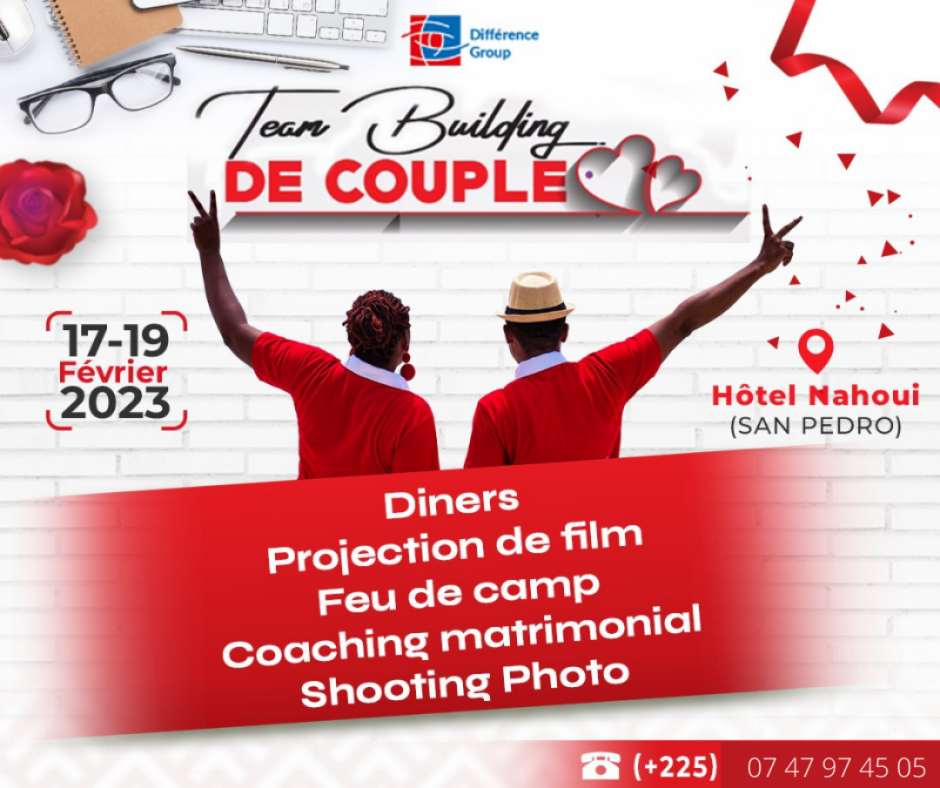 Différence
Group
Team Building
DE COUPLE
17-19
Février
2023
Hôtel Nahoui
(SAN PEDRO)
Diners
Projection de film
Feu de camp
Coaching matrimonial
Shooting Photo
(+225) 07 47 97 45 05